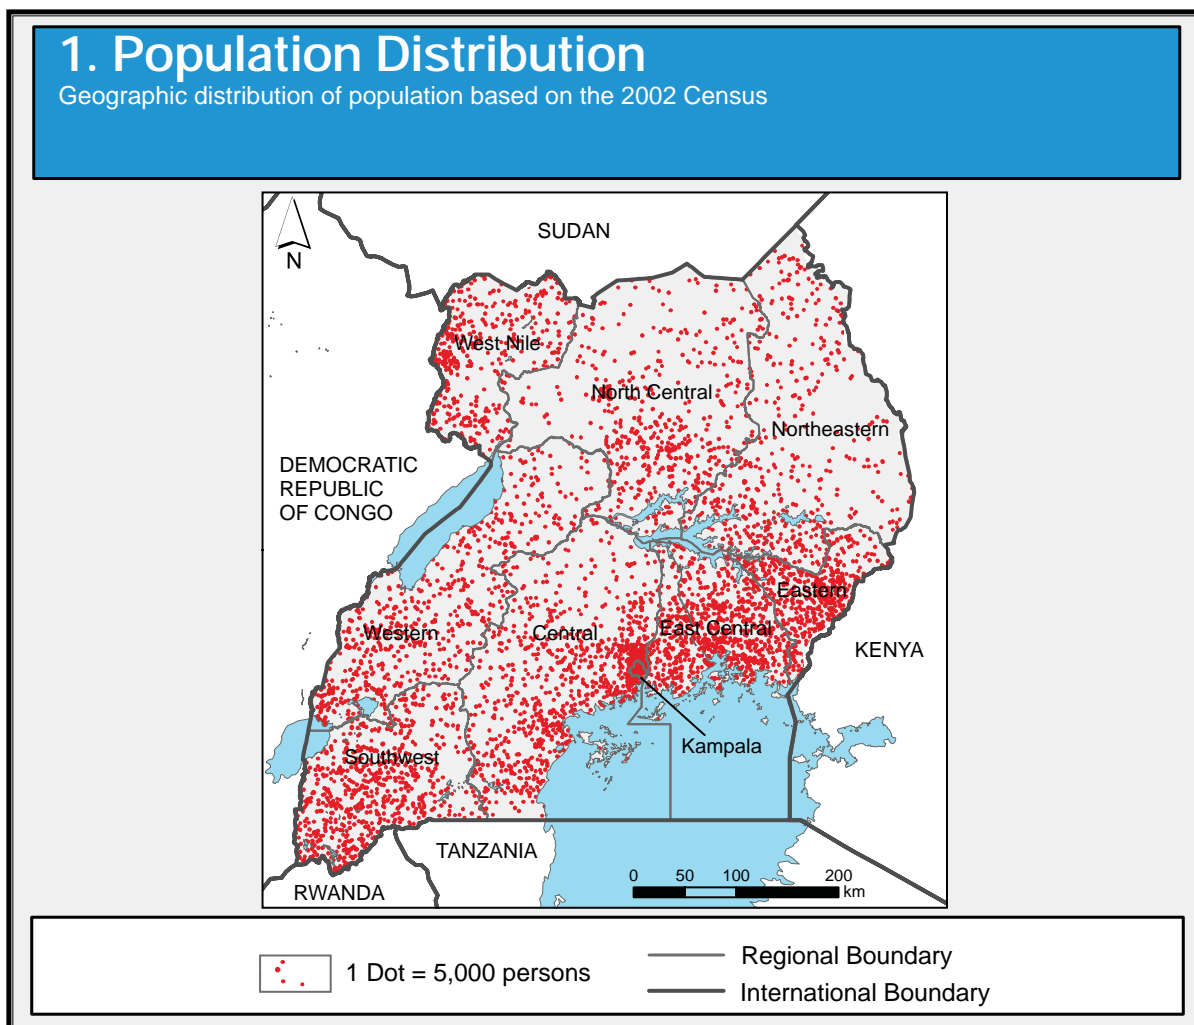 1. Population Distribution
Geographic distribution of population based on the 2002 Census
SUDAN
N
West Nile
North Central
Northeastern
DEMOCRATIC
REPUBLIC
OF CONGO
Eastern
Western
Central
East Central
KENYA
Kampala
Southwest
TANZANIA
RWANDA
0 50 100 200
km
1 Dot = 5,000 persons
Regional Boundary
International Boundary